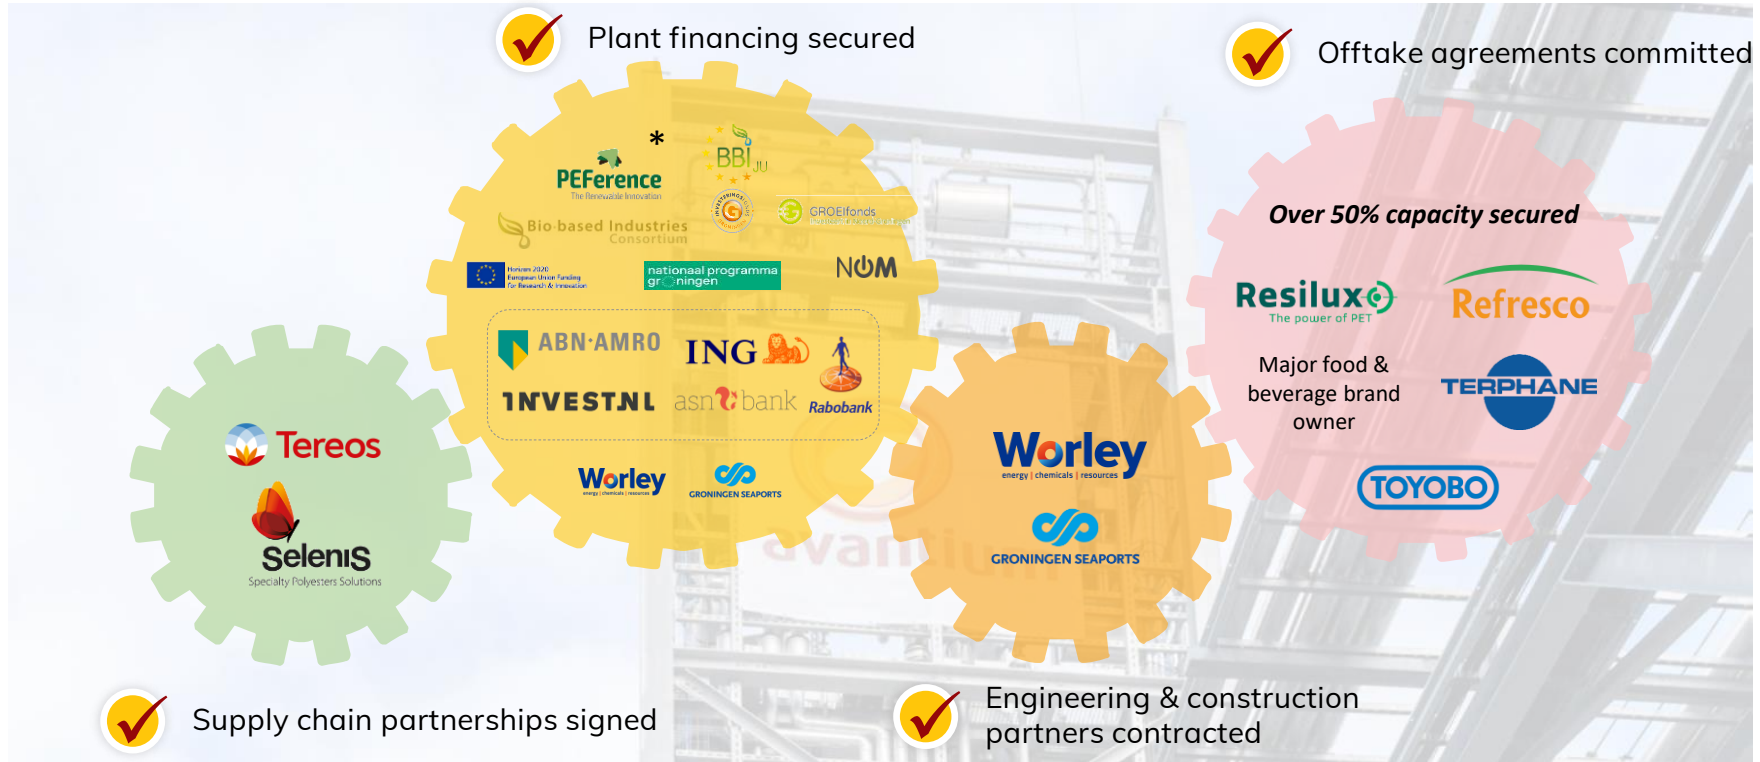 Plant financing secured
Offtake agreements committed
*
PEFerence
The Renewable Innovation
BBI JU
Bio-based Industries
Consortium
G
GROEIfonds
Horizon 2020
European Union Funding
for Research & Innovation
nationaal programma
groningen
NOM
ABN·AMRO
ING
INVEST.NL
asn bank
Rabobank
Worley
energy | chemicals | resources
GRONINGEN SEAPORTS
Over 50% capacity secured
Resilux
The power of PET
Refresco
Major food &
beverage brand
owner
TERPHANE
TOYOBO
Tereos
Selenis
Specialty Polyesters Solutions
Worley
energy | chemicals | resources
GRONINGEN SEAPORTS
avantium
Supply chain partnerships signed
Engineering & construction
partners contracted